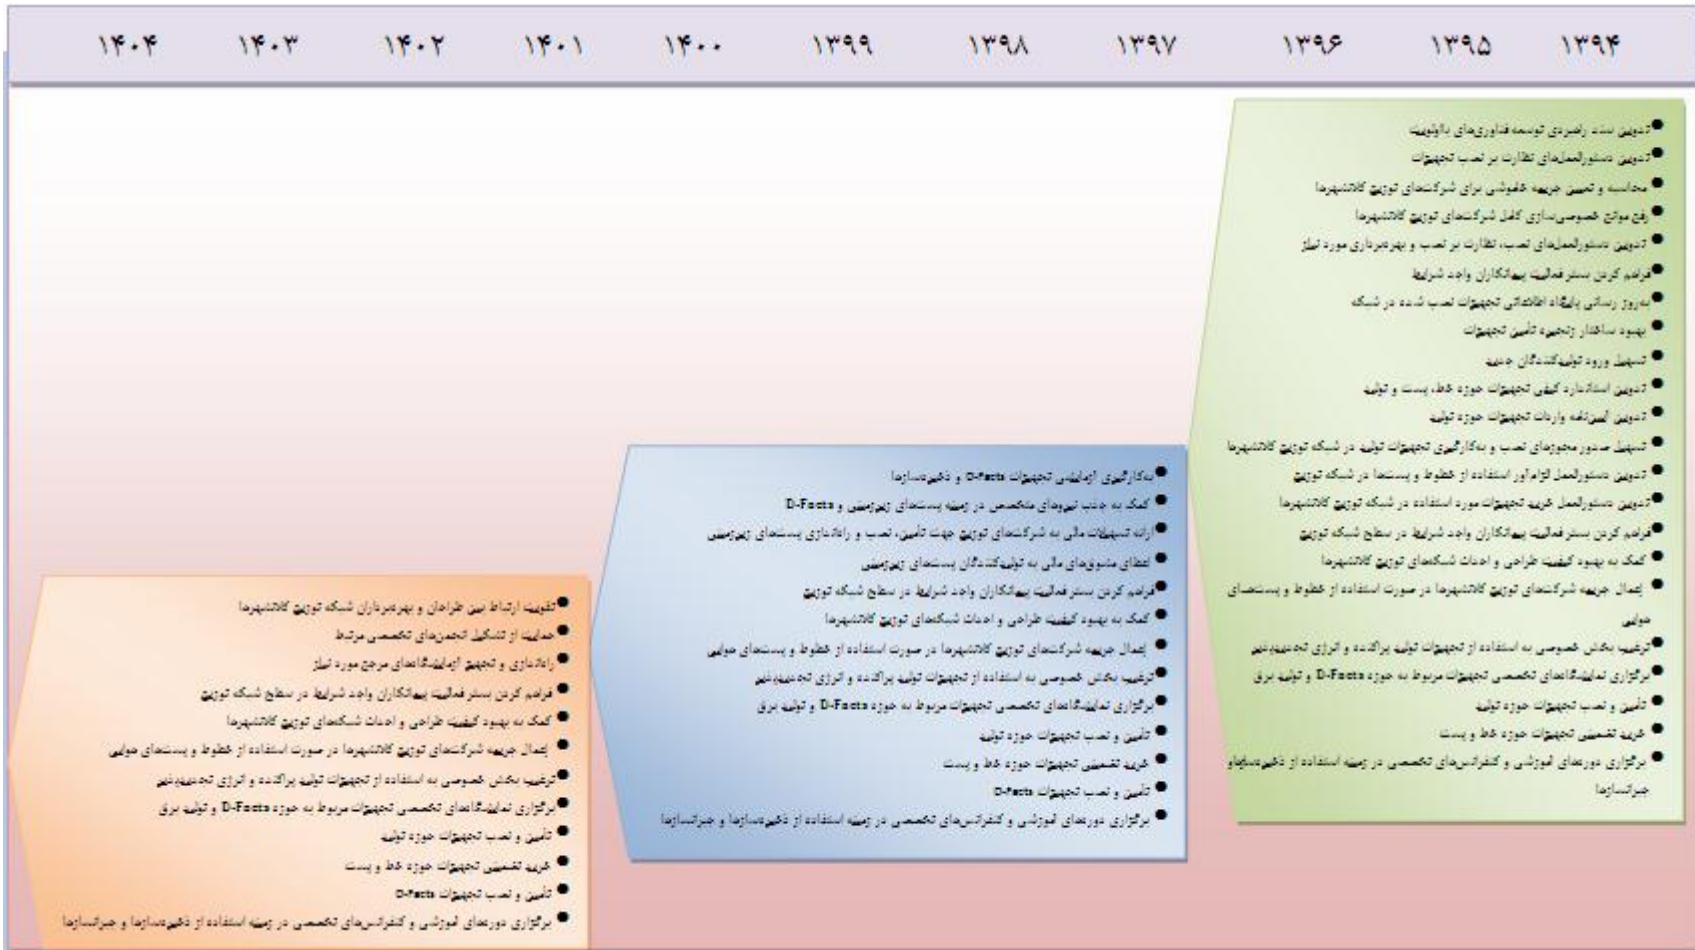 ۱۳۹۴ ۱۳۹۵ ۱۳۹۶ ۱۳۹۷ ۱۳۹۸ ۱۳۹۹ ۱۴۰۰ ۱۴۰۱ ۱۴۰۲ ۱۴۰۳ ۱۴۰۴
●تدوین سند راهبردی توسعه فناوری‌های بااولویت
●تدوین دستورالعمل‌های نظارت بر نصب تجهیزات
● محاسبه و تعیین جریمه خاموشی برای شرکت‌های توزیع کلانشهرها
● رفع موانع خصوصی‌سازی کامل شرکت‌های توزیع کلانشهرها
● تدوین دستورالعمل‌های نصب، نظارت بر نصب و بهره‌برداری مورد نیاز
●فراهم کردن بستر فعالیت پیمانکاران واجد شرایط
●به‌روز رسانی پایگاه اطلاعاتی تجهیزات نصب شده در شبکه
● بهبود ساختار زنجیره تأمین تجهیزات
● تسهیل ورود تولیدکنندگان جدید
● تدوین استاندارد کیفی تجهیزات حوزه خط، پست و تولید
● تدوین آیین‌نامه واردات تجهیزات حوزه تولید
● تسهیل صدور مجوزهای نصب و به‌کارگیری تجهیزات تولید در شبکه توزیع کلانشهرها
● تدوین دستورالعمل الزام‌آور استفاده از خطوط و پست‌ها در شبکه توزیع
●تدوین دستورالعمل خرید تجهیزات مورد استفاده در شبکه توزیع کلانشهرها
●فراهم کردن بستر فعالیت پیمانکاران واجد شرایط در سطح شبکه توزیع
● کمک به بهبود کیفیت طراحی و احداث شبکه‌های توزیع کلانشهرها
● إعمال جریمه شرکت‌های توزیع کلانشهرها در صورت استفاده از خطوط و پست‌های
هوایی
●ترغیب بخش خصوصی به استفاده از تجهیزات تولید پراکنده و انرژی تجدیدپذیر
●برگزاری نمایشگاه‌های تخصصی تجهیزات مربوط به حوزه D-Facts و تولید برق
● تأمین و نصب تجهیزات حوزه تولید
● خرید تضمینی تجهیزات حوزه خط و پست
● برگزاری دوره‌های آموزشی و کنفرانس‌های تخصصی در زمینه استفاده از ذخیره‌سازهاو
جبرانسازها
●به‌کارگیری آزمایشی تجهیزات D-Facts و ذخیره‌سازها
● کمک به جذب نیروهای متخصص در زمینه پست‌های زیرزمینی و D-Facts
●ارائه تسهیلات مالی به شرکت‌های توزیع جهت تأمین، نصب و راه‌اندازی پست‌های زیرزمینی
● اعطای مشوق‌های مالی به تولیدکنندگان پست‌های زیرزمینی
●فراهم کردن بستر فعالیت پیمانکاران واجد شرایط در سطح شبکه توزیع
● کمک به بهبود کیفیت طراحی و احداث شبکه‌های توزیع کلانشهرها
● إعمال جریمه شرکت‌های توزیع کلانشهرها در صورت استفاده از خطوط و پست‌های هوایی
●ترغیب بخش خصوصی به استفاده از تجهیزات تولید پراکنده و انرژی تجدیدپذیر
●برگزاری نمایشگاه‌های تخصصی تجهیزات مربوط به حوزه D-Facts و تولید برق
● تأمین و نصب تجهیزات حوزه تولید
● خرید تضمینی تجهیزات حوزه خط و پست
● تأمین و نصب تجهیزات D-Facts
● برگزاری دوره‌های آموزشی و کنفرانس‌های تخصصی در زمینه استفاده از ذخیره‌سازها و جبرانسازها
●تقویت ارتباط بین طراحان و بهره‌برداران شبکه توزیع کلانشهرها
●حمایت از تشکیل انجمن‌های تخصصی مرتبط
● راه‌اندازی و تجهیز آزمایشگاه‌های مرجع مورد نیاز
● فراهم کردن بستر فعالیت پیمانکاران واجد شرایط در سطح شبکه توزیع
● کمک به بهبود کیفیت طراحی و احداث شبکه‌های توزیع کلانشهرها
● إعمال جریمه شرکت‌های توزیع کلانشهرها در صورت استفاده از خطوط و پست‌های هوایی
●ترغیب بخش خصوصی به استفاده از تجهیزات تولید پراکنده و انرژی تجدیدپذیر
●برگزاری نمایشگاه‌های تخصصی تجهیزات مربوط به حوزه D-Facts و تولید برق
● تأمین و نصب تجهیزات حوزه تولید
● خرید تضمینی تجهیزات حوزه خط و پست
● تأمین و نصب تجهیزات D-Facts
● برگزاری دوره‌های آموزشی و کنفرانس‌های تخصصی در زمینه استفاده از ذخیره‌سازها و جبرانسازها